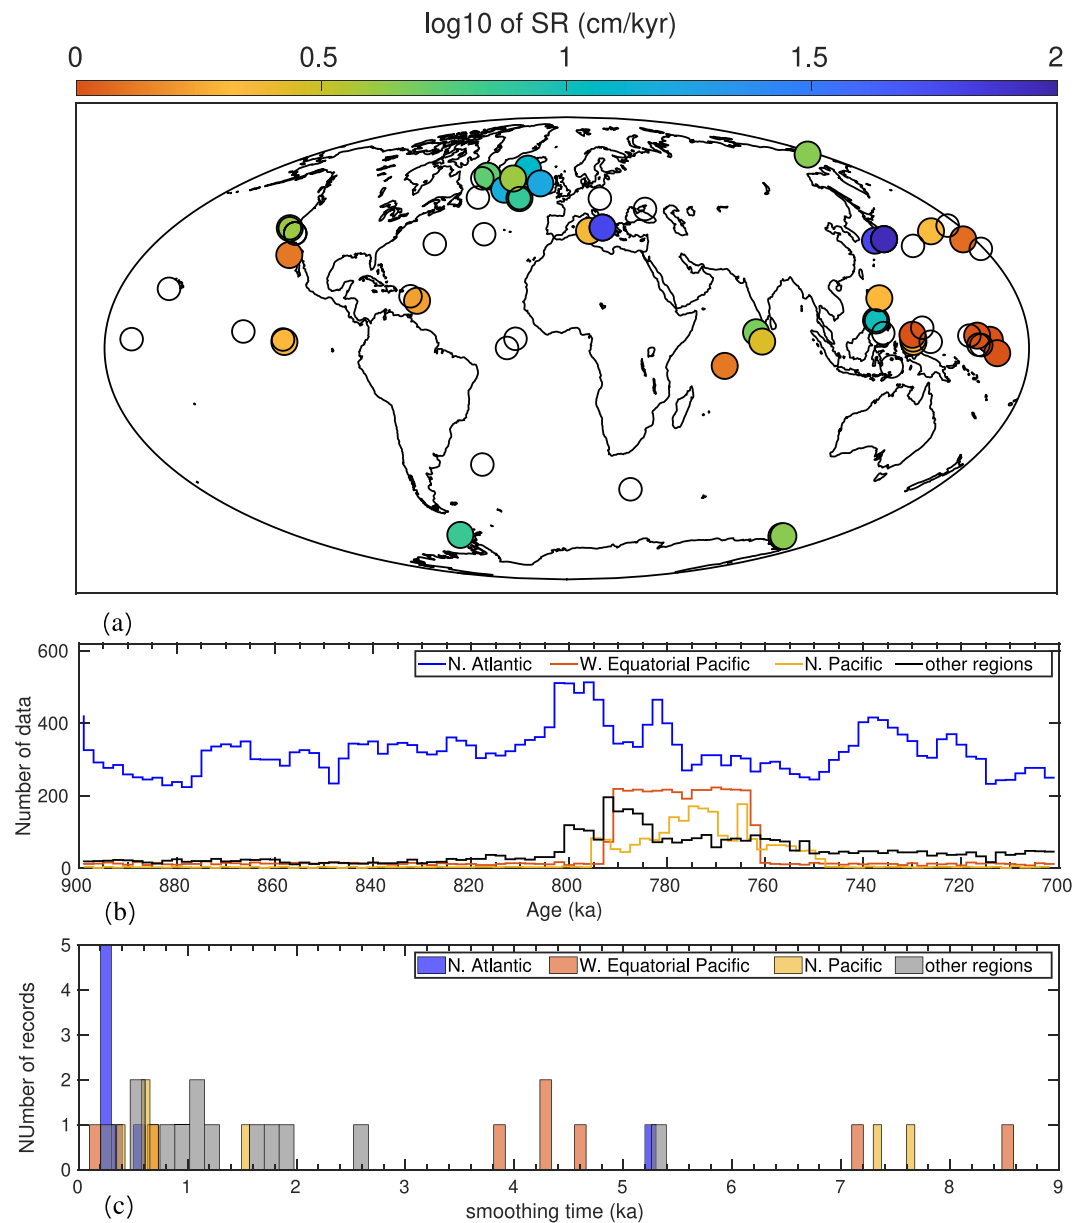 log10 of SR (cm/kyr)
0 0.5 1 1.5 2
(a)
600
400
200
0
Number of data
N. Atlantic W. Equatorial Pacific N. Pacific other regions
900 880 860 840 820 800 780 760 740 720 700
Age (ka)
(b)
5
4
3
2
1
0
NUmber of records
N. Atlantic W. Equatorial Pacific N. Pacific other regions
0 1 2 3 4 5 6 7 8 9
smoothing time (ka)
(c)